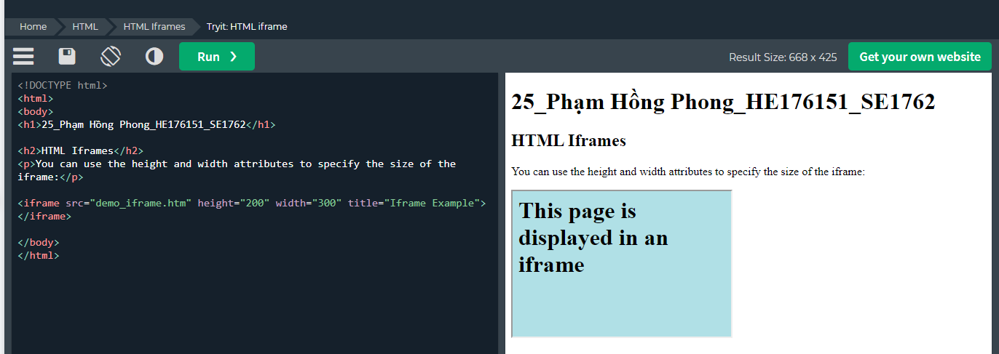 Home HTML HTML Iframes Tryit: HTML iframe
Run ❯ Result Size: 668 x 425 Get your own website
<!DOCTYPE html>
<html>
<body>
<h1>25_Phạm Hồng Phong_HE176151_SE1762</h1>
<h2>HTML Iframes</h2>
<p>You can use the height and width attributes to specify the size of the
iframe:</p>
<iframe src="demo_iframe.htm" height="200" width="300" title="Iframe Example">
</iframe>
</body>
</html>
25_Phạm Hồng Phong_HE176151_SE1762
HTML Iframes
You can use the height and width attributes to specify the size of the iframe:
This page is
displayed in an
iframe